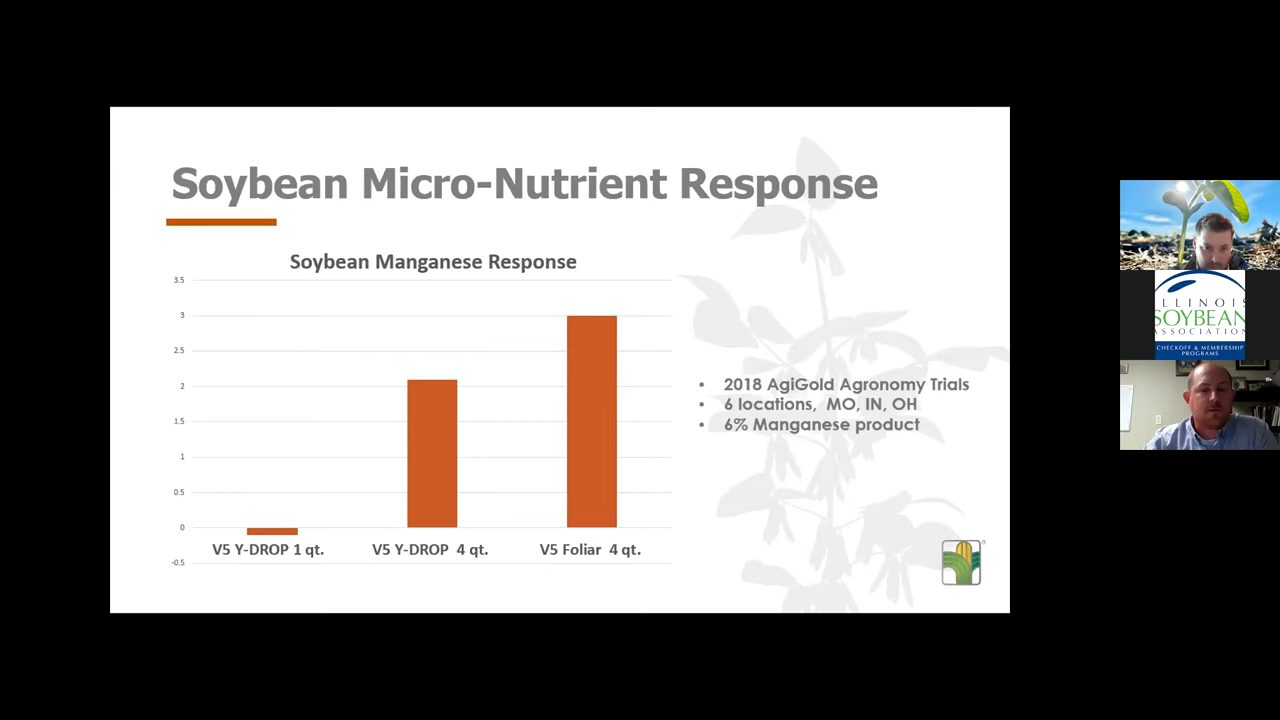 Soybean Micro-Nutrient Response
Soybean Manganese Response
3.5
3
2.5
2
1.5
1
0.5
0
-0.5
V5 Y-DROP 1 qt.
V5 Y-DROP 4 qt.
V5 Foliar 4 qt.
• 2018 AgiGold Agronomy Trials
• 6 locations, MO, IN, OH
• 6% Manganese product
®
ILLINOIS
SOYBEAN
ASSOCIATION
CHECKOFF & MEMBERSHIP
PROGRAMS